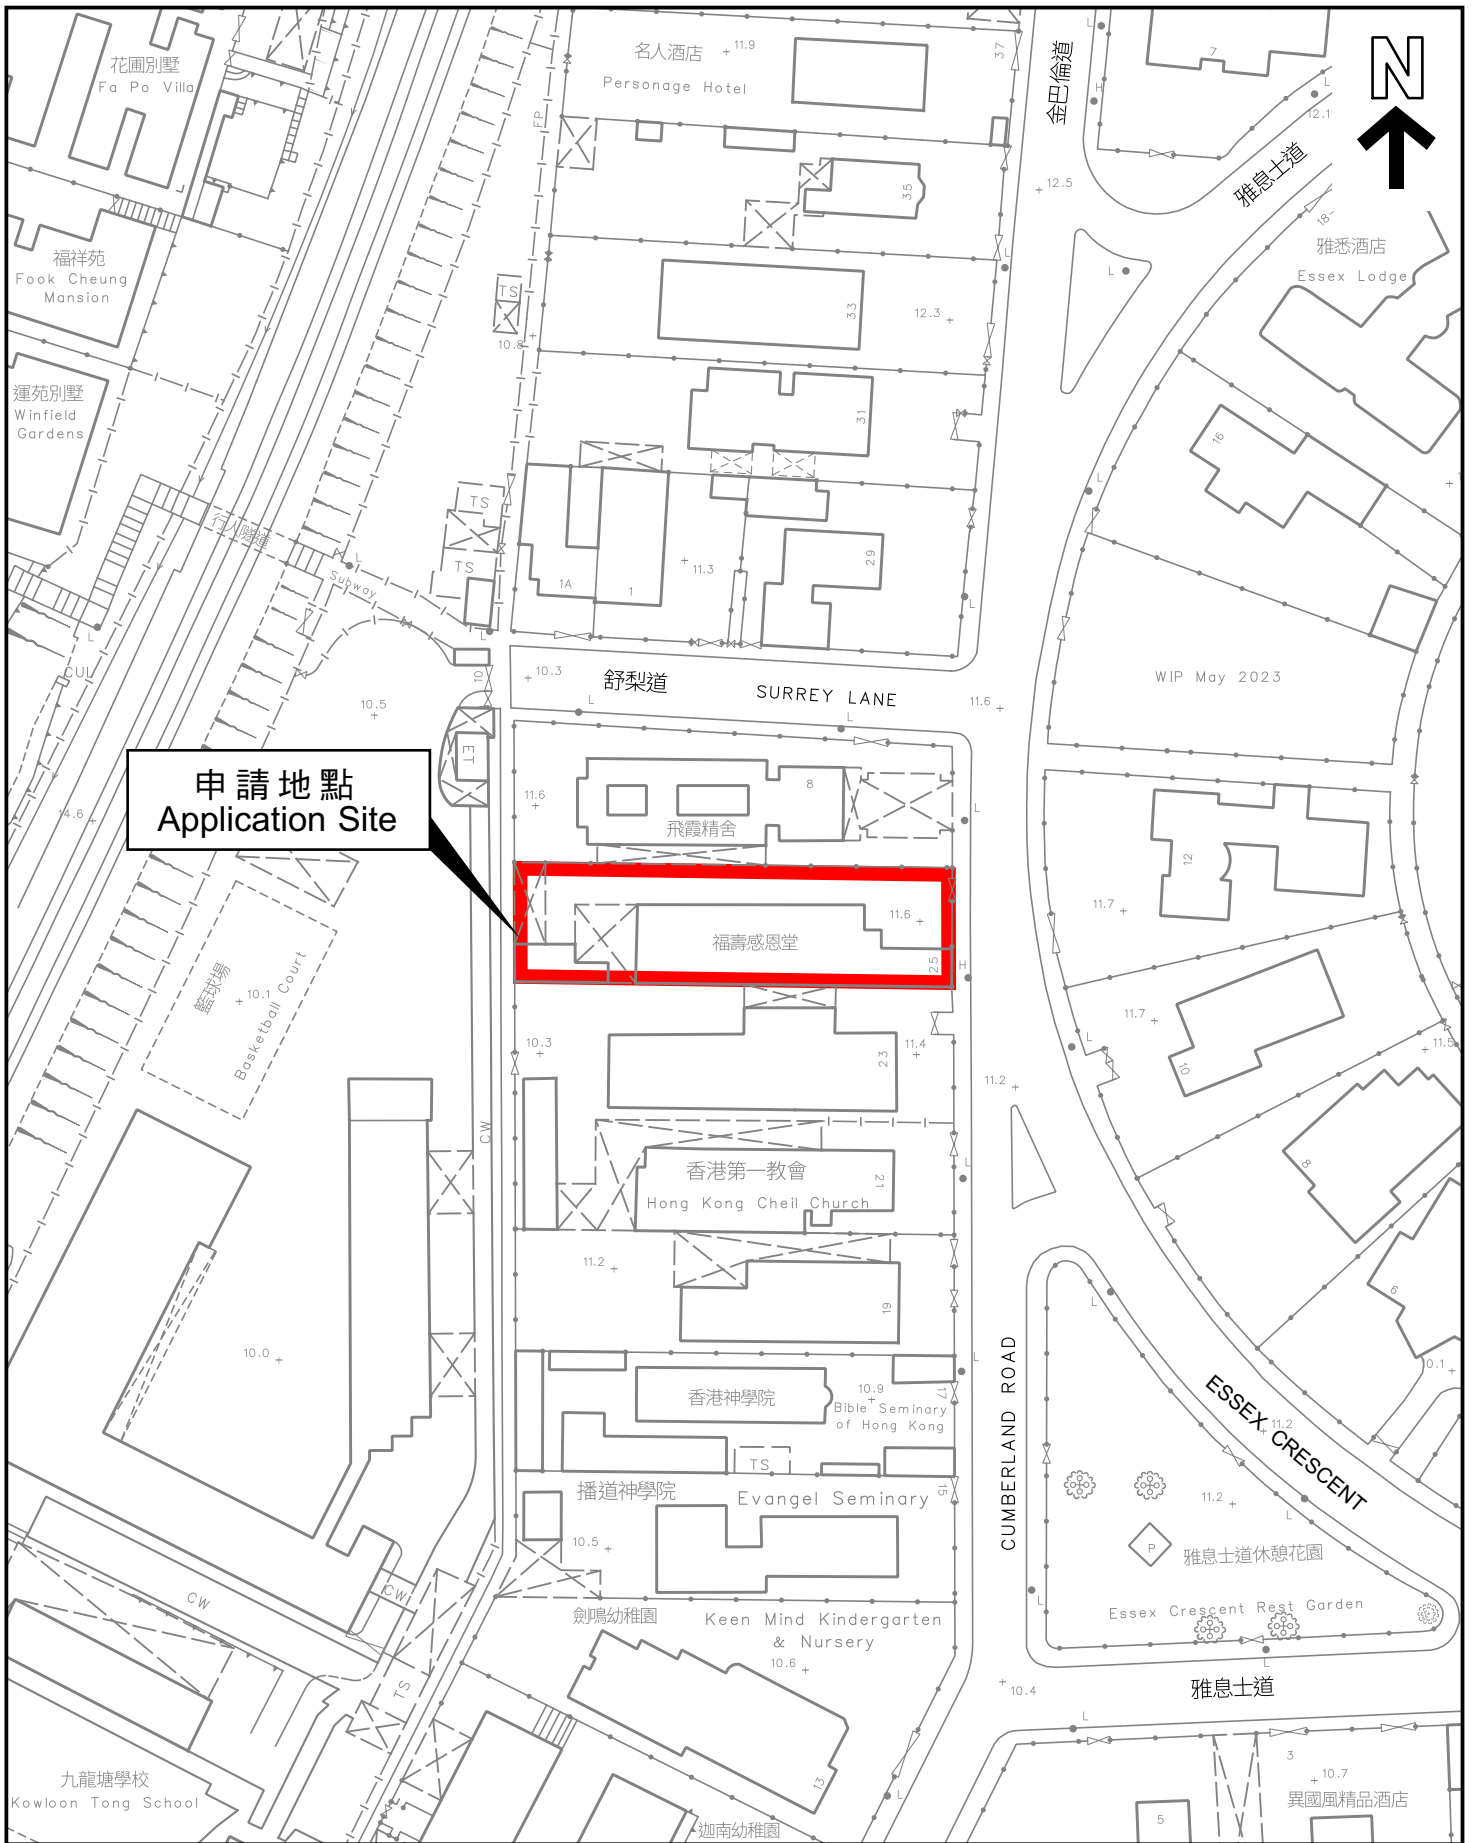 花圃別墅
Fa Po Villa
名人酒店
+ 11.9
Personage Hotel
37
金巴倫道
7
N
12.1
H
L
FP
35
12.5
雅息士道
18-
雅悉酒店
Essex Lodge
福祥苑
Fook Cheung
Mansion
TS
10.8
33
12.3
L
L
運苑別墅
Winfield
Gardens
31
16
行人隧道
Subway
TS
TS
1A
1
11.3
29
L
L
CUL
10
10.3
舒梨道
SURREY LANE
11.6
WIP May 2023
10.5
ET
申請地點
Application Site
14.6
11.6
8
飛霞精舍
L
12
11.6
福壽感恩堂
25
H
11.7
籃球場
10.1
Basketball Court
10.3
23
11.4
11.2
11.7
10
11.5
CW
香港第一教會
Hong Kong Cheil Church
21
L
8
11.2
19
6
10.0
香港神學院
10.9
Bible Seminary
of Hong Kong
17
L
CUMBERLAND ROAD
ESSEX CRESCENT
11.2
TS
播道神學院
Evangel Seminary
15
11.2
10.5
P
雅息士道休憩花園
Essex Crescent Rest Garden
CW
CW
劍鳴幼稚園
Keen Mind Kindergarten
& Nursery
10.6
TS
10.4
雅息士道
L
13
3
10.7
異國風精品酒店
5
九龍塘學校
Kowloon Tong School
迦南幼稚園